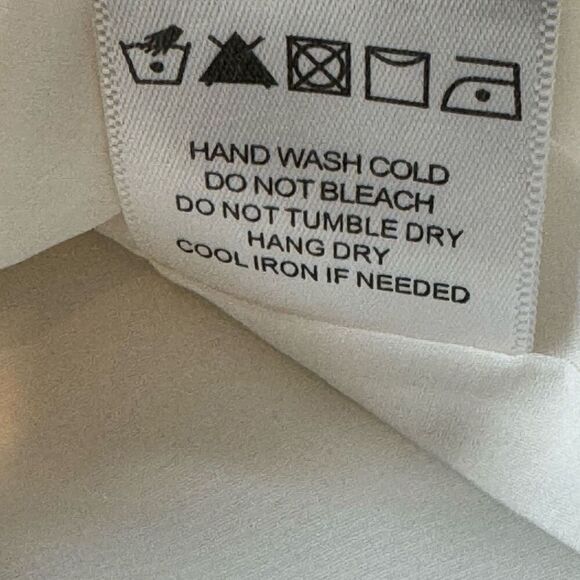 HAND WASH COLD
DO NOT BLEACH
DO NOT TUMBLE DRY
HANG DRY
COOL IRON IF NEEDED